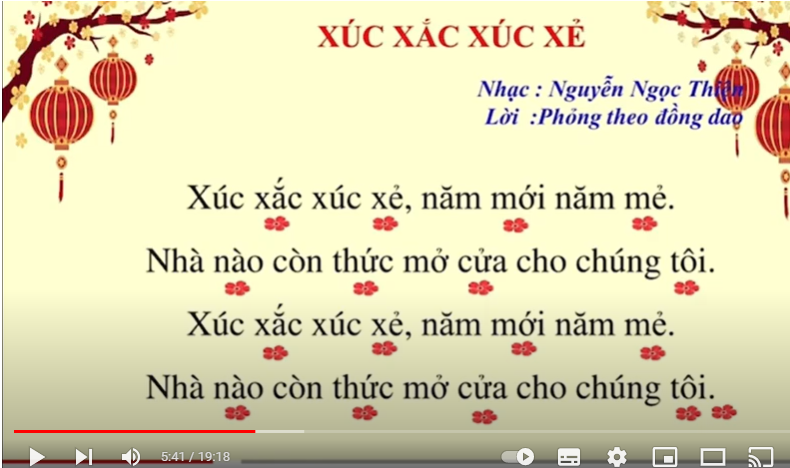 XÚC XẮC XÚC XẺ
Nhạc : Nguyễn Ngọc Thiện
Lời :Phỏng theo đồng dao
Xúc xắc xúc xẻ, năm mới năm mẻ.
Nhà nào còn thức mở cửa cho chúng tôi.
Xúc xắc xúc xẻ, năm mới năm mẻ.
Nhà nào còn thức mở cửa cho chúng tôi.
5:41 / 19:18